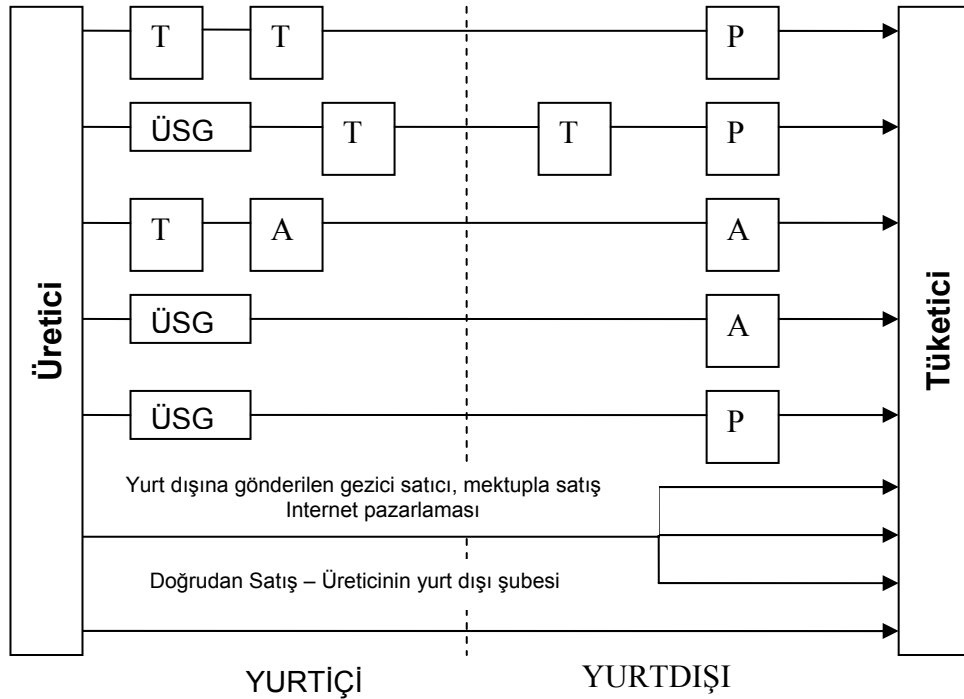 Üretici
T T P
ÜSG T T P
T A A
ÜSG A
ÜSG P
Yurt dışına gönderilen gezici satıcı, mektupla satış
Internet pazarlaması
Doğrudan Satış – Üreticinin yurt dışı şubesi
Tüketici
YURTİÇİ YURTDIŞI